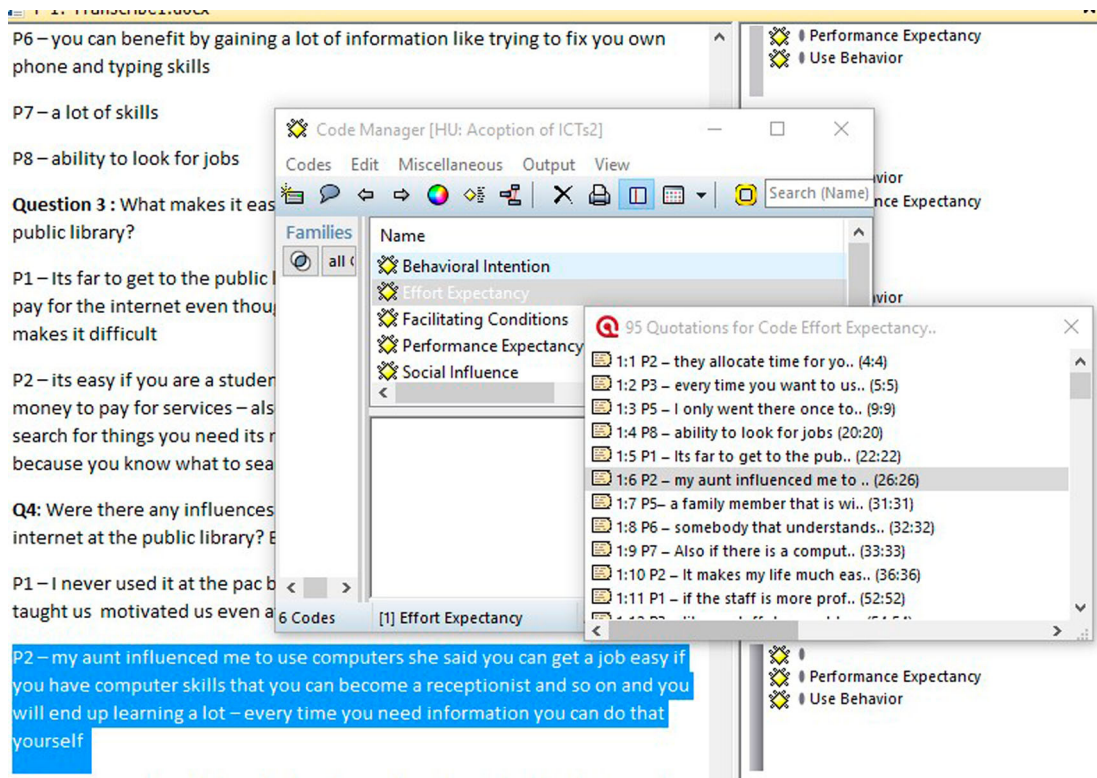 P 1: Transcribe1.docx
P6 – you can benefit by gaining a lot of information like trying to fix you own
phone and typing skills
P7 – a lot of skills
P8 – ability to look for jobs
Question 3 : What makes it eas
public library?
P1 – Its far to get to the public l
pay for the internet even thoug
makes it difficult
P2 – its easy if you are a studen
money to pay for services – als
search for things you need its
because you know what to sea
Q4: Were there any influences
internet at the public library? E
P1 – I never used it at the pac b
taught us motivated us even a
P2 – my aunt influenced me to use computers she said you can get a job easy if
you have computer skills that you can become a receptionist and so on and you
will end up learning a lot – every time you need information you can do that
yourself
Performance Expectancy
Use Behavior
vior
nce Expectancy
vior
Performance Expectancy
Use Behavior
Code Manager [HU: Acoption of ICTs2]
Codes Edit Miscellaneous Output View
Search (Name)
Families
all
Name
Behavioral Intention
Effort Expectancy
Facilitating Conditions
Performance Expectancy
Social Influence
6 Codes [1] Effort Expectancy
95 Quotations for Code Effort Expectancy..
1:1 P2 – they allocate time for yo.. (4:4)
1:2 P3 – every time you want to us.. (5:5)
1:3 P5 – I only went there once to.. (9:9)
1:4 P8 – ability to look for jobs (20:20)
1:5 P1 – Its far to get to the pub.. (22:22)
1:6 P2 – my aunt influenced me to .. (26:26)
1:7 P5– a family member that is wi.. (31:31)
1:8 P6 – somebody that understands.. (32:32)
1:9 P7 – Also if there is a comput.. (33:33)
1:10 P2 – It makes my life much eas.. (36:36)
1:11 P1 – if the staff is more prof.. (52:52)